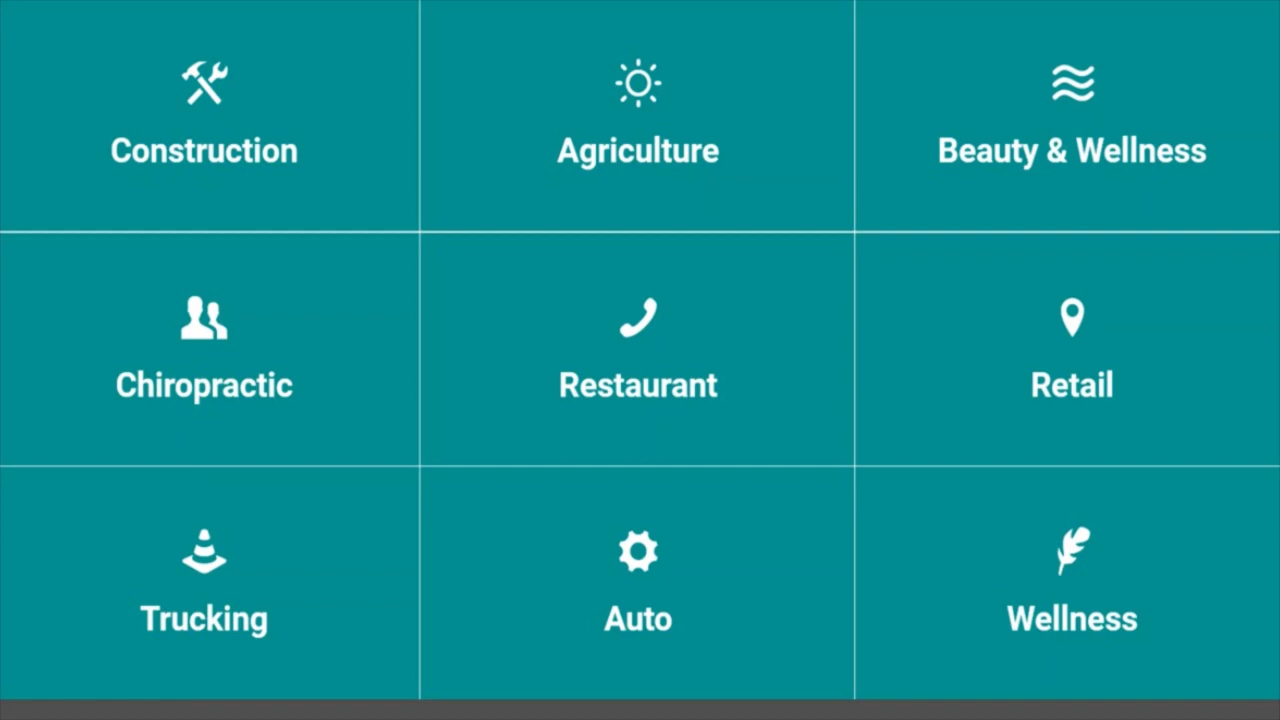 Construction
Agriculture
Beauty & Wellness
Chiropractic
Restaurant
Retail
Trucking
Auto
Wellness